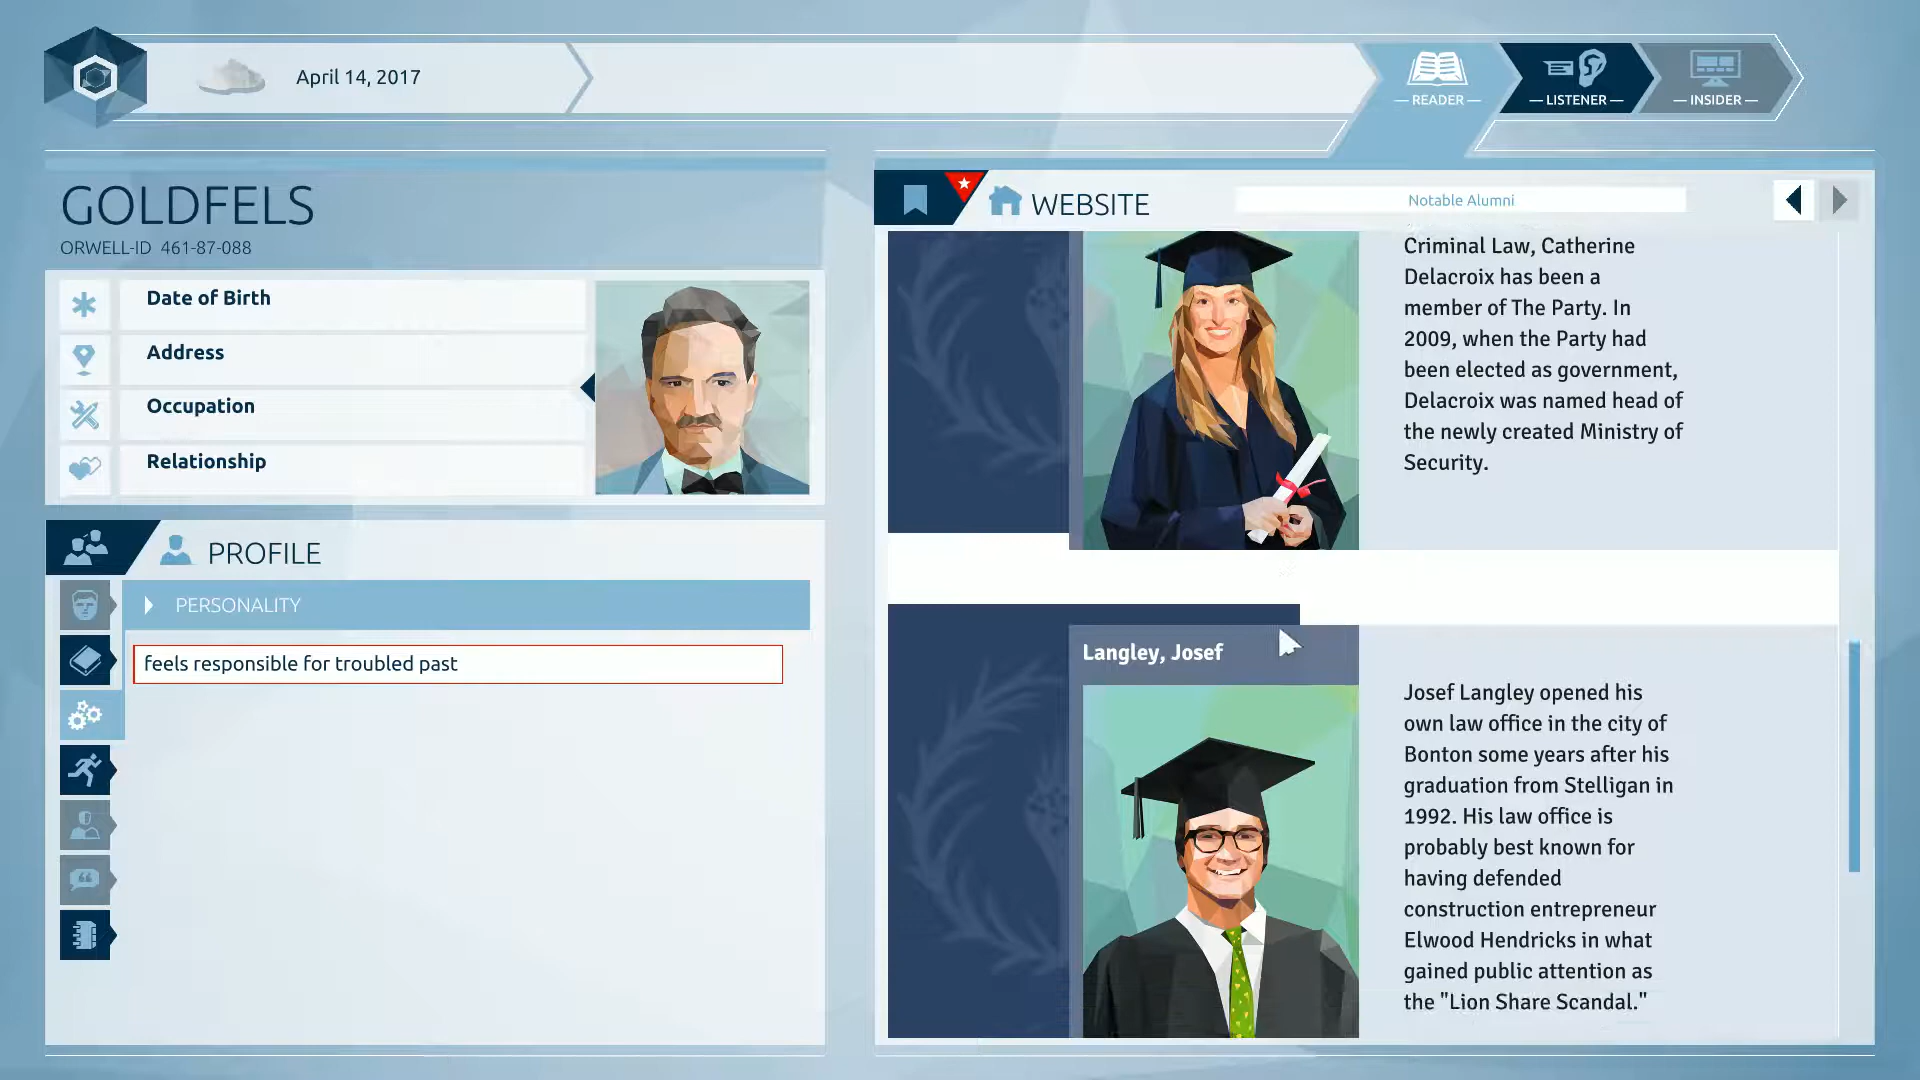 April 14, 2017
— READER —
— LISTENER —
— INSIDER —
GOLDFELS
ORWELL-ID 461-87-088
Date of Birth
Address
Occupation
Relationship
PROFILE
PERSONALITY
feels responsible for troubled past
WEBSITE
Notable Alumni
Criminal Law, Catherine
Delacroix has been a
member of The Party. In
2009, when the Party had
been elected as government,
Delacroix was named head of
the newly created Ministry of
Security.
Langley, Josef
Josef Langley opened his
own law office in the city of
Bonton some years after his
graduation from Stelligan in
1992. His law office is
probably best known for
having defended
construction entrepreneur
Elwood Hendricks in what
gained public attention as
the "Lion Share Scandal."